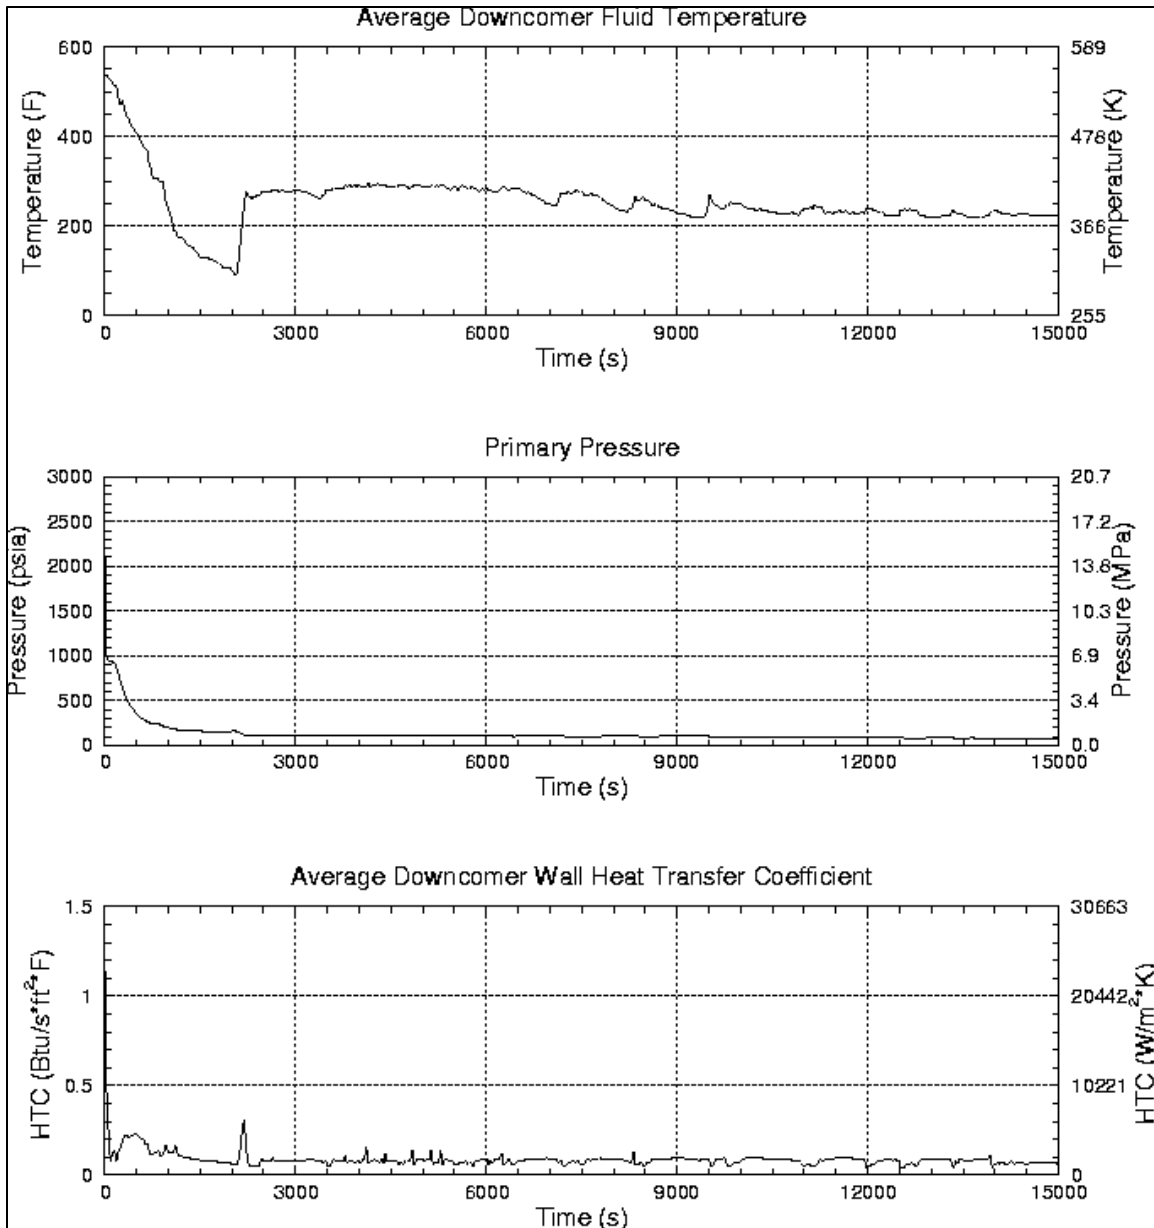 Average Downcomer Fluid Temperature
Temperature (F)
600
400
200
0
589
478
366
255
Temperature (K)
0 3000 6000 9000 12000 15000
Time (s)
Primary Pressure
Pressure (psia)
3000
2500
2000
1500
1000
500
0
20.7
17.2
13.8
10.3
6.9
3.4
0.0
Pressure (MPa)
0 3000 6000 9000 12000 15000
Time (s)
Average Downcomer Wall Heat Transfer Coefficient
HTC (Btu/s*ft²*F)
1.5
1
0.5
0
30663
20442
10221
0
HTC (W/m²*K)
0 3000 6000 9000 12000 15000
Time (s)